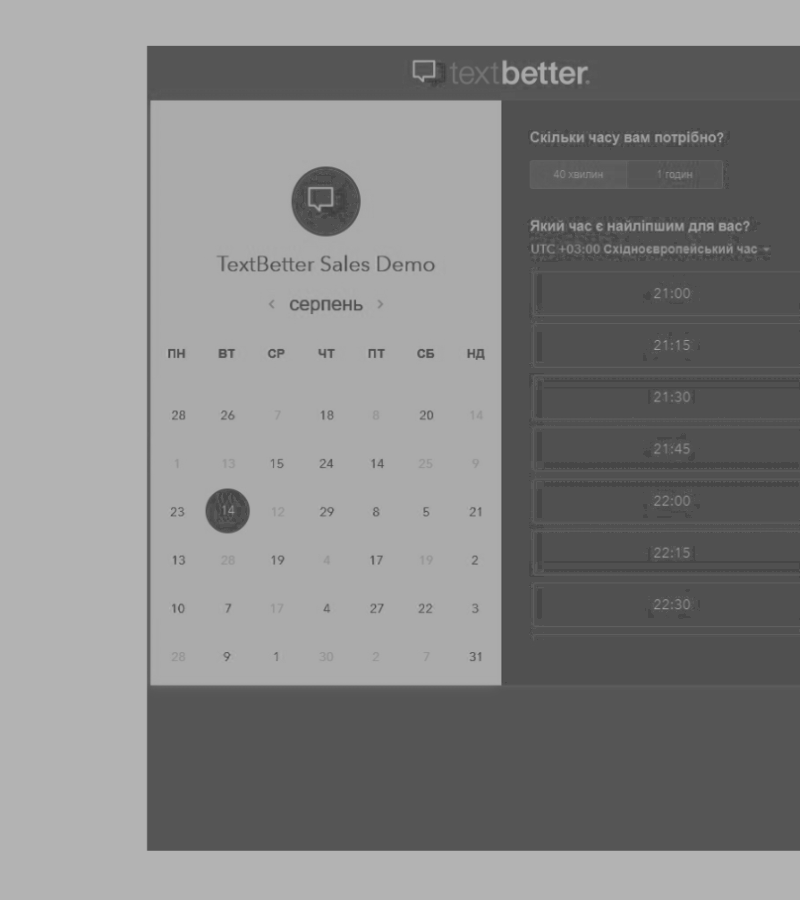 textbetter.
TextBetter Sales Demo
< серпень >
ПН ВТ СР ЧТ ПТ СБ НД
28 26 7 18 8 20 14
1 13 15 24 14 25 9
23 14 12 29 8 5 21
13 28 19 4 17 19 2
10 7 17 4 27 22 3
28 9 1 30 2 7 31
Скільки часу вам потрібно?
40 хвилин 1 годин
Який час є найліпшим для вас?
UTC +03:00 Східноєвропейський час
21:00
21:15
21:30
21:45
22:00
22:15
22:30